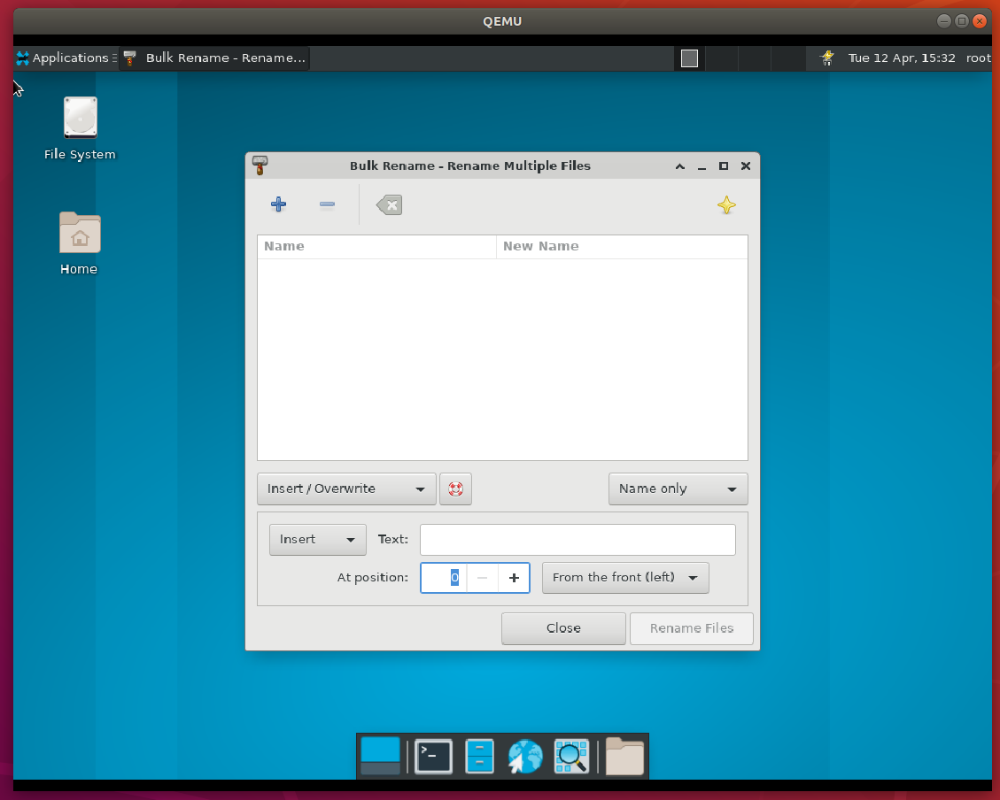 QEMU
Applications
Bulk Rename - Rename...
Tue 12 Apr, 15:32
root
File System
Home
Bulk Rename - Rename Multiple Files
Name
New Name
Insert / Overwrite
Name only
Insert
Text:
At position:
0
From the front (left)
Close
Rename Files